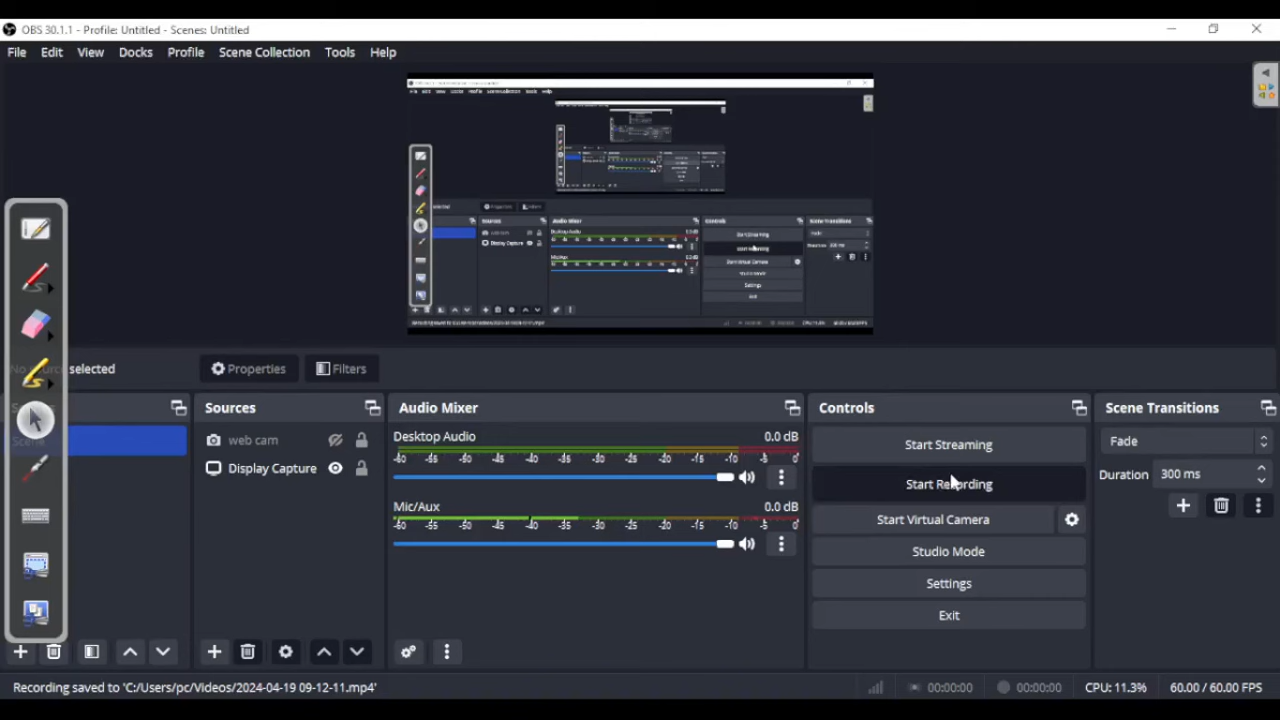 OBS 30.1.1 - Profile: Untitled - Scenes: Untitled
File Edit View Docks Profile Scene Collection Tools Help
selected
Properties
Filters
Sources
Audio Mixer
Controls
Scene Transitions
web cam
Display Capture
Desktop Audio 0.0 dB
-60 -55 -50 -45 -40 -35 -30 -25 -20 -15 -10 -5 0
Mic/Aux 0.0 dB
-60 -55 -50 -45 -40 -35 -30 -25 -20 -15 -10 -5 0
Start Streaming
Start Recording
Start Virtual Camera
Studio Mode
Settings
Exit
Fade
Duration 300 ms
Recording saved to 'C:/Users/pc/Videos/2024-04-19 09-12-11.mp4'
00:00:00
00:00:00
CPU: 11.3%
60.00 / 60.00 FPS